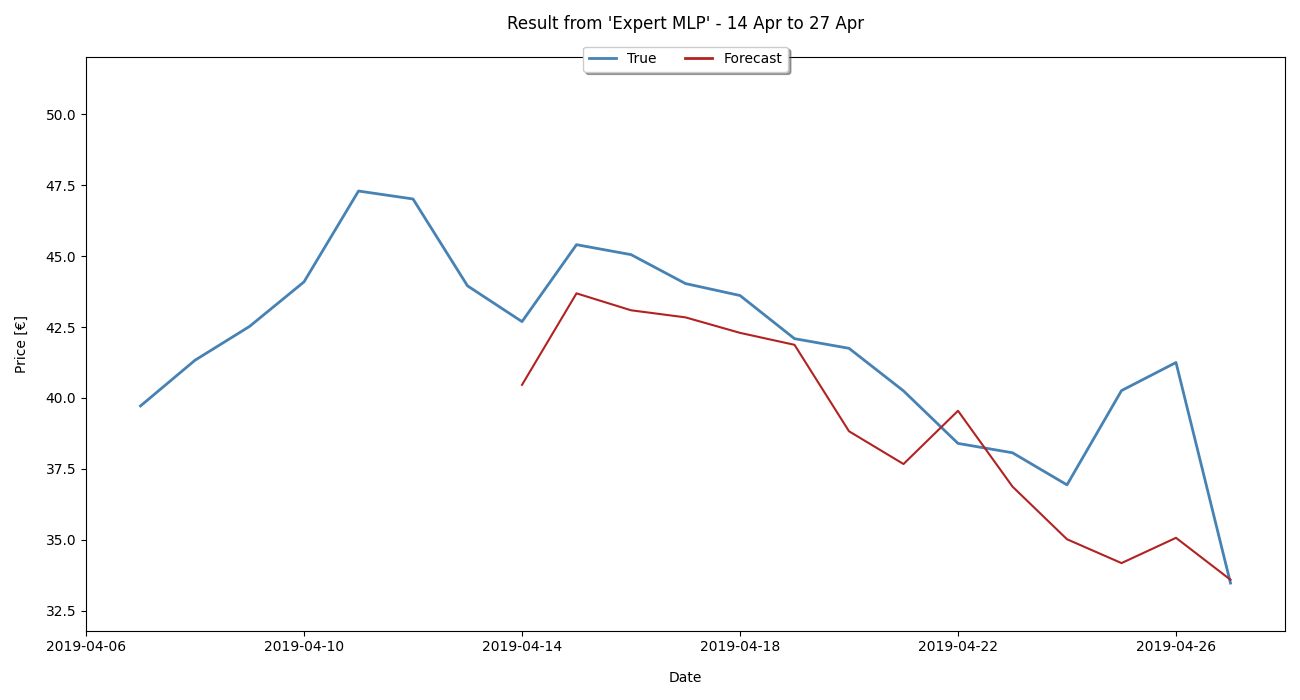 Result from 'Expert MLP' - 14 Apr to 27 Apr
True Forecast
50.0
47.5
45.0
42.5
40.0
37.5
35.0
32.5
Price [€]
2019-04-06 2019-04-10 2019-04-14 2019-04-18 2019-04-22 2019-04-26
Date